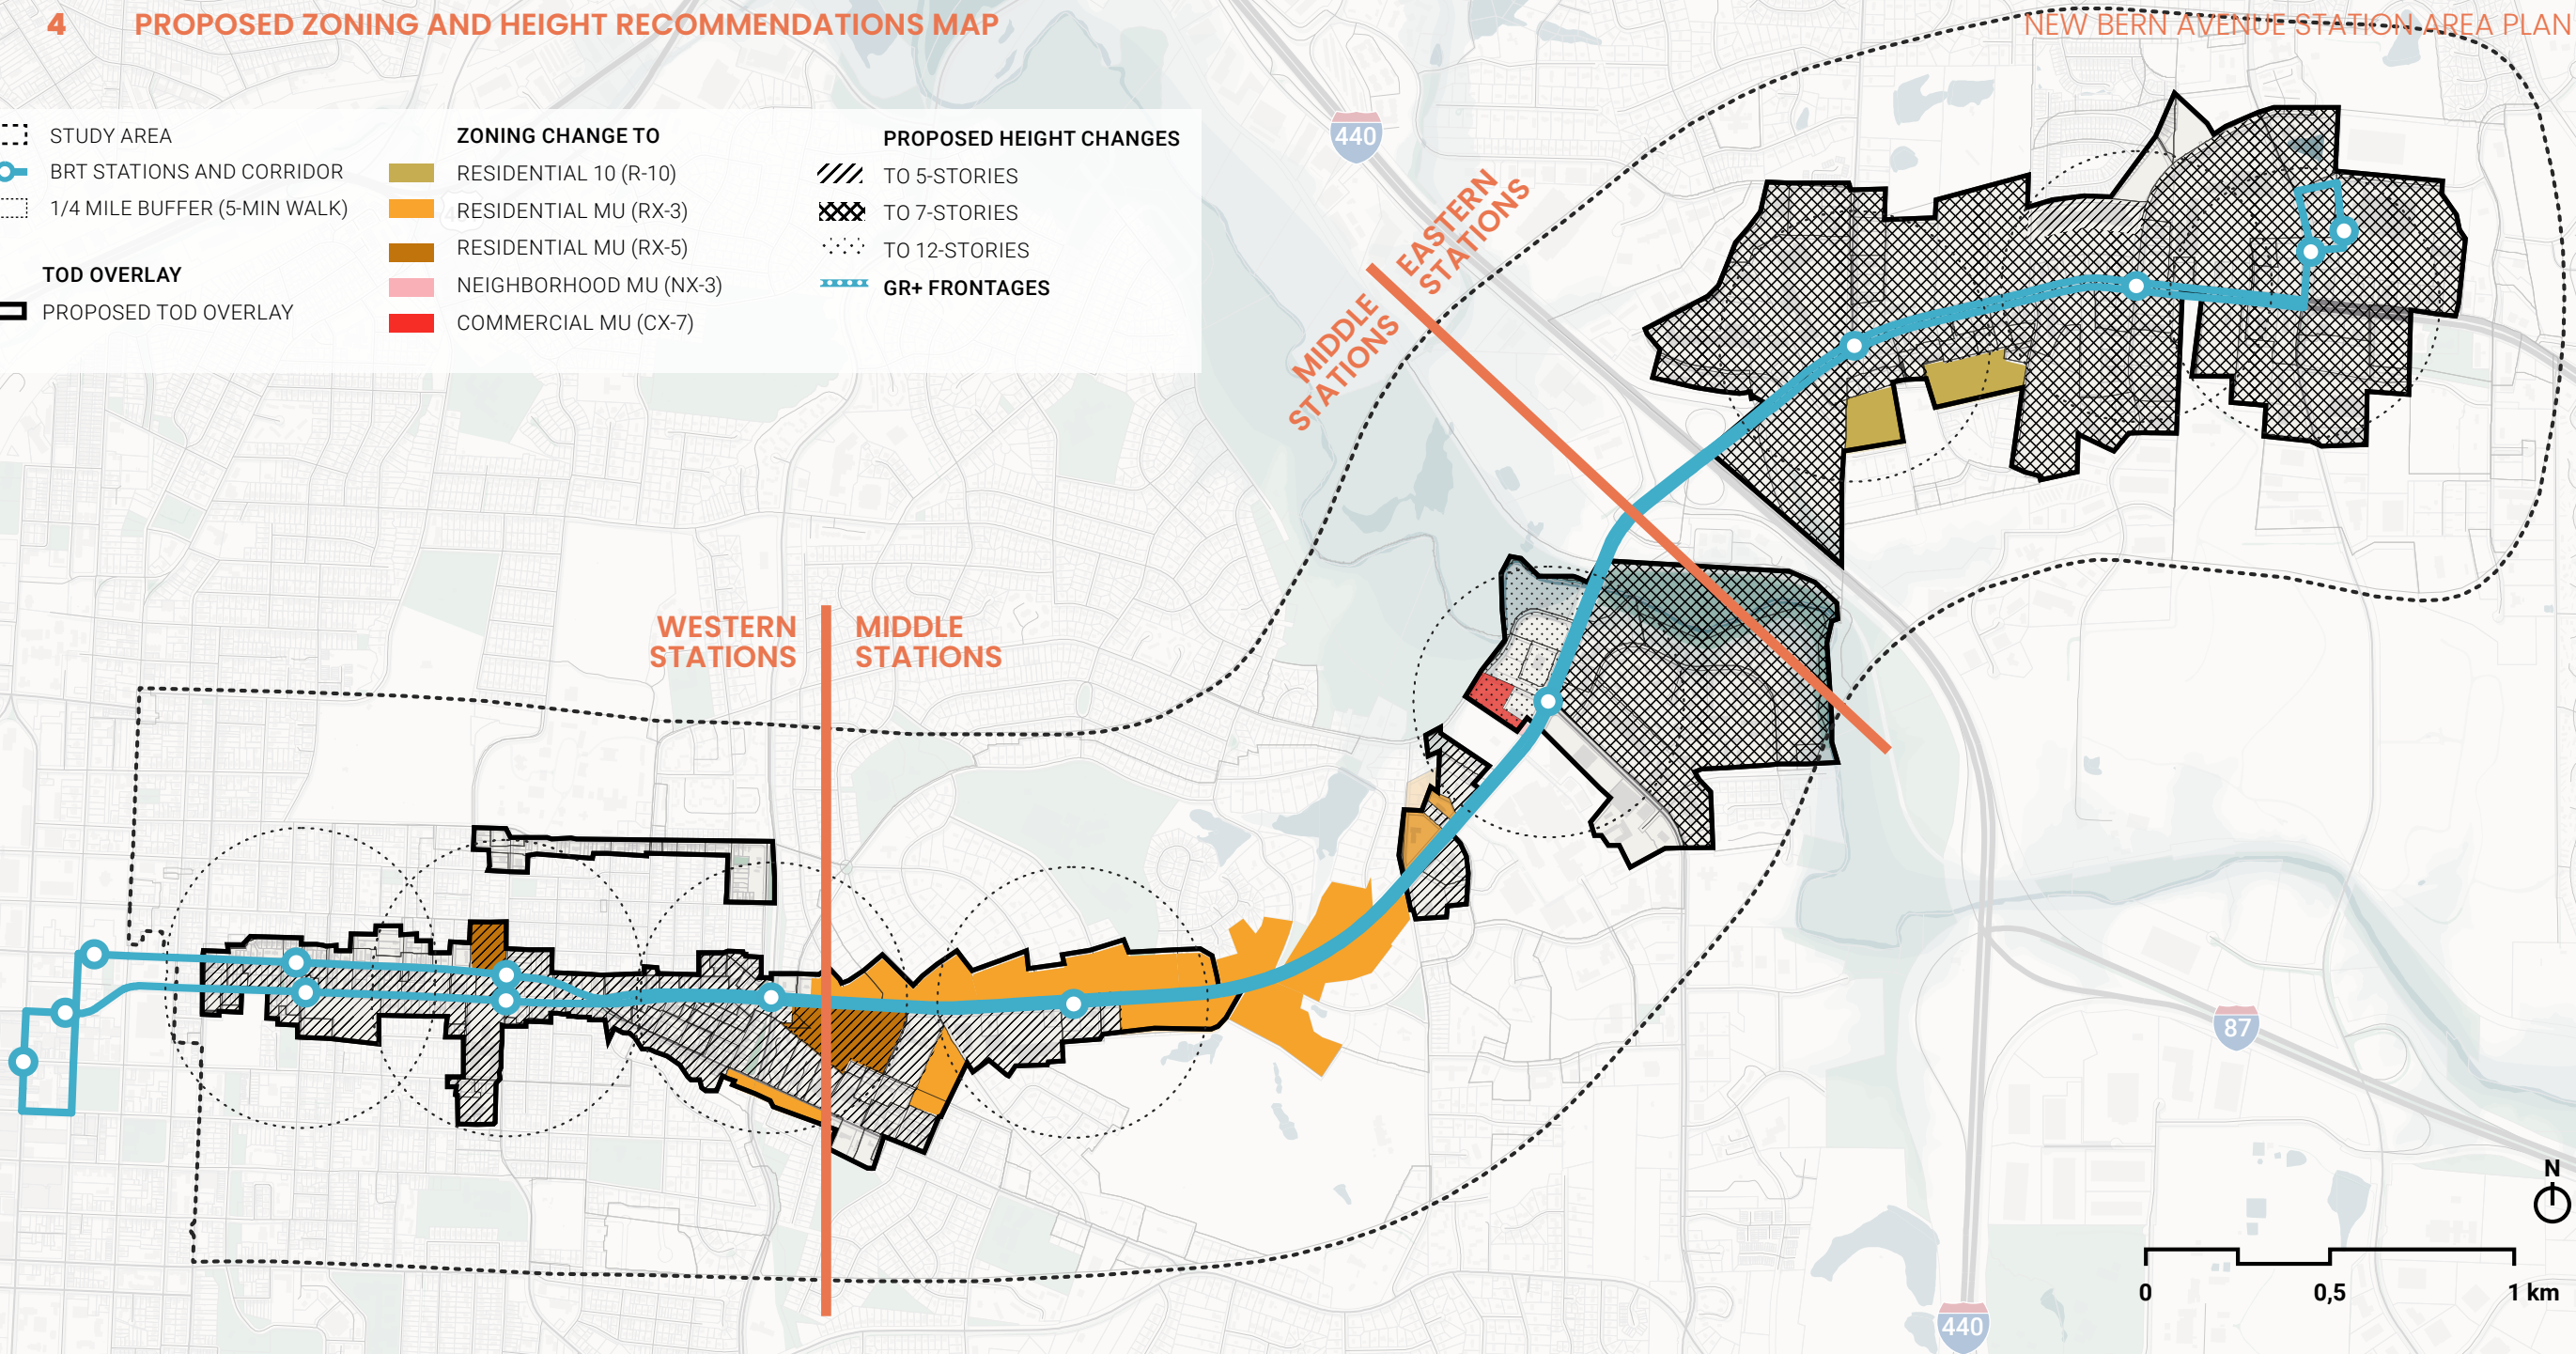 4 PROPOSED ZONING AND HEIGHT RECOMMENDATIONS MAP
NEW BERN AVENUE STATION AREA PLAN
STUDY AREA
BRT STATIONS AND CORRIDOR
1/4 MILE BUFFER (5-MIN WALK)
TOD OVERLAY
PROPOSED TOD OVERLAY
ZONING CHANGE TO
RESIDENTIAL 10 (R-10)
RESIDENTIAL MU (RX-3)
RESIDENTIAL MU (RX-5)
NEIGHBORHOOD MU (NX-3)
COMMERCIAL MU (CX-7)
PROPOSED HEIGHT CHANGES
TO 5-STORIES
TO 7-STORIES
TO 12-STORIES
GR+ FRONTAGES
440
EASTERN
STATIONS
MIDDLE
STATIONS
WESTERN
STATIONS
MIDDLE
STATIONS
87
440
N
0 0,5 1 km